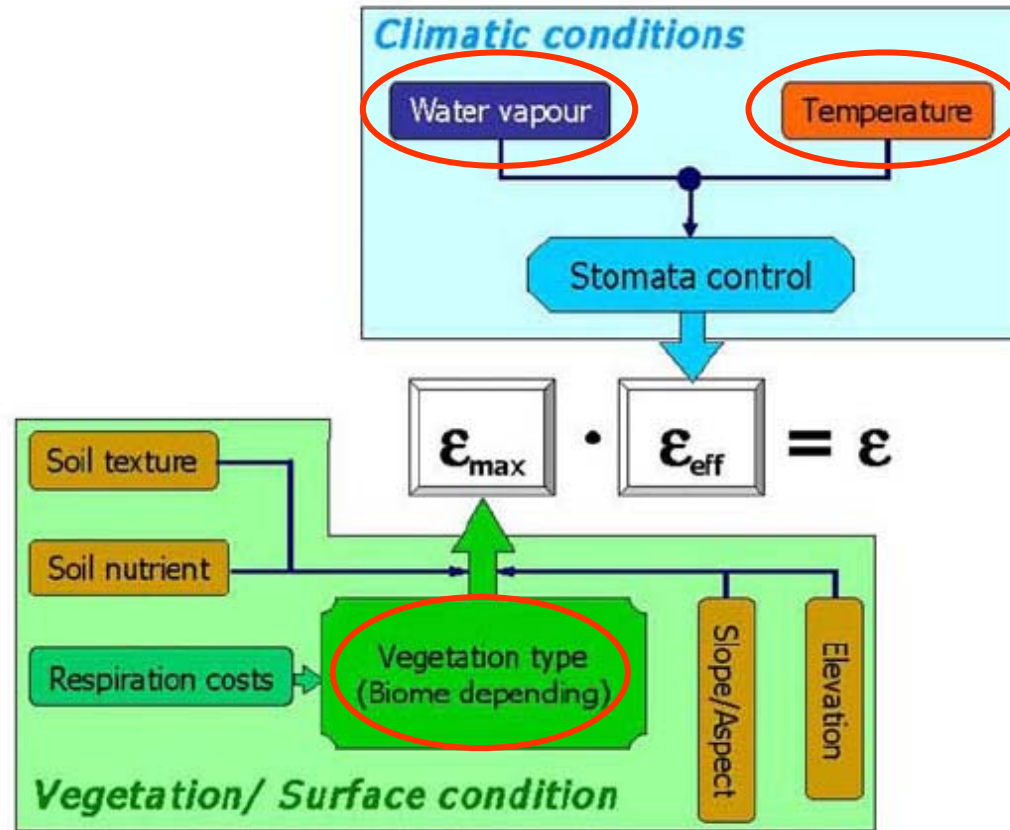 Climatic conditions
Water vapour
Temperature
Stomata control
εmax · εeff = ε
Soil texture
Soil nutrient
Respiration costs
Vegetation type
(Biome depending)
Slope/Aspect
Elevation
Vegetation/ Surface condition